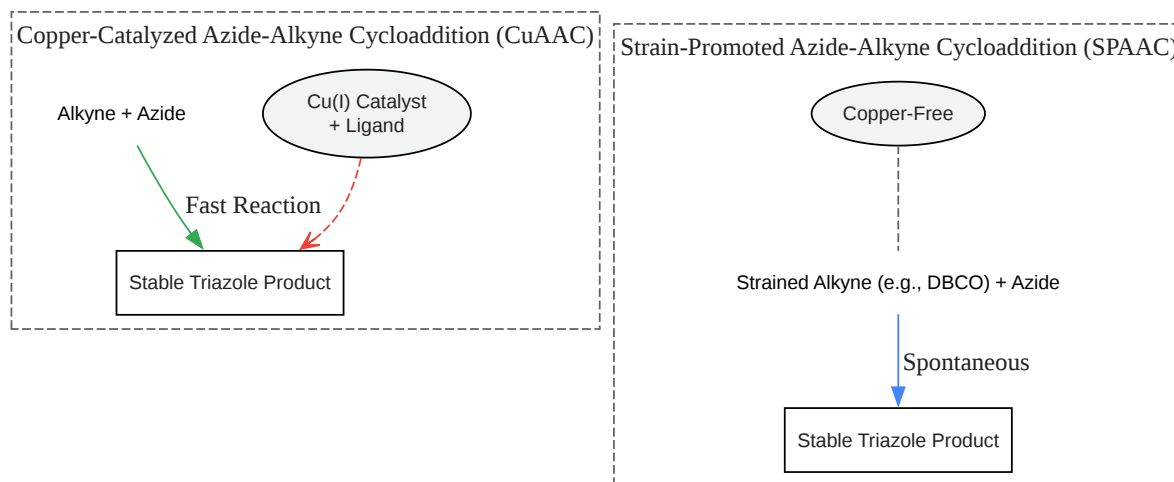 Copper-Catalyzed Azide-Alkyne Cycloaddition (CuAAC)
Alkyne + Azide
Cu(I) Catalyst
+ Ligand
Fast Reaction
Stable Triazole Product
Strain-Promoted Azide-Alkyne Cycloaddition (SPAAC)
Copper-Free
Strained Alkyne (e.g., DBCO) + Azide
Spontaneous
Stable Triazole Product